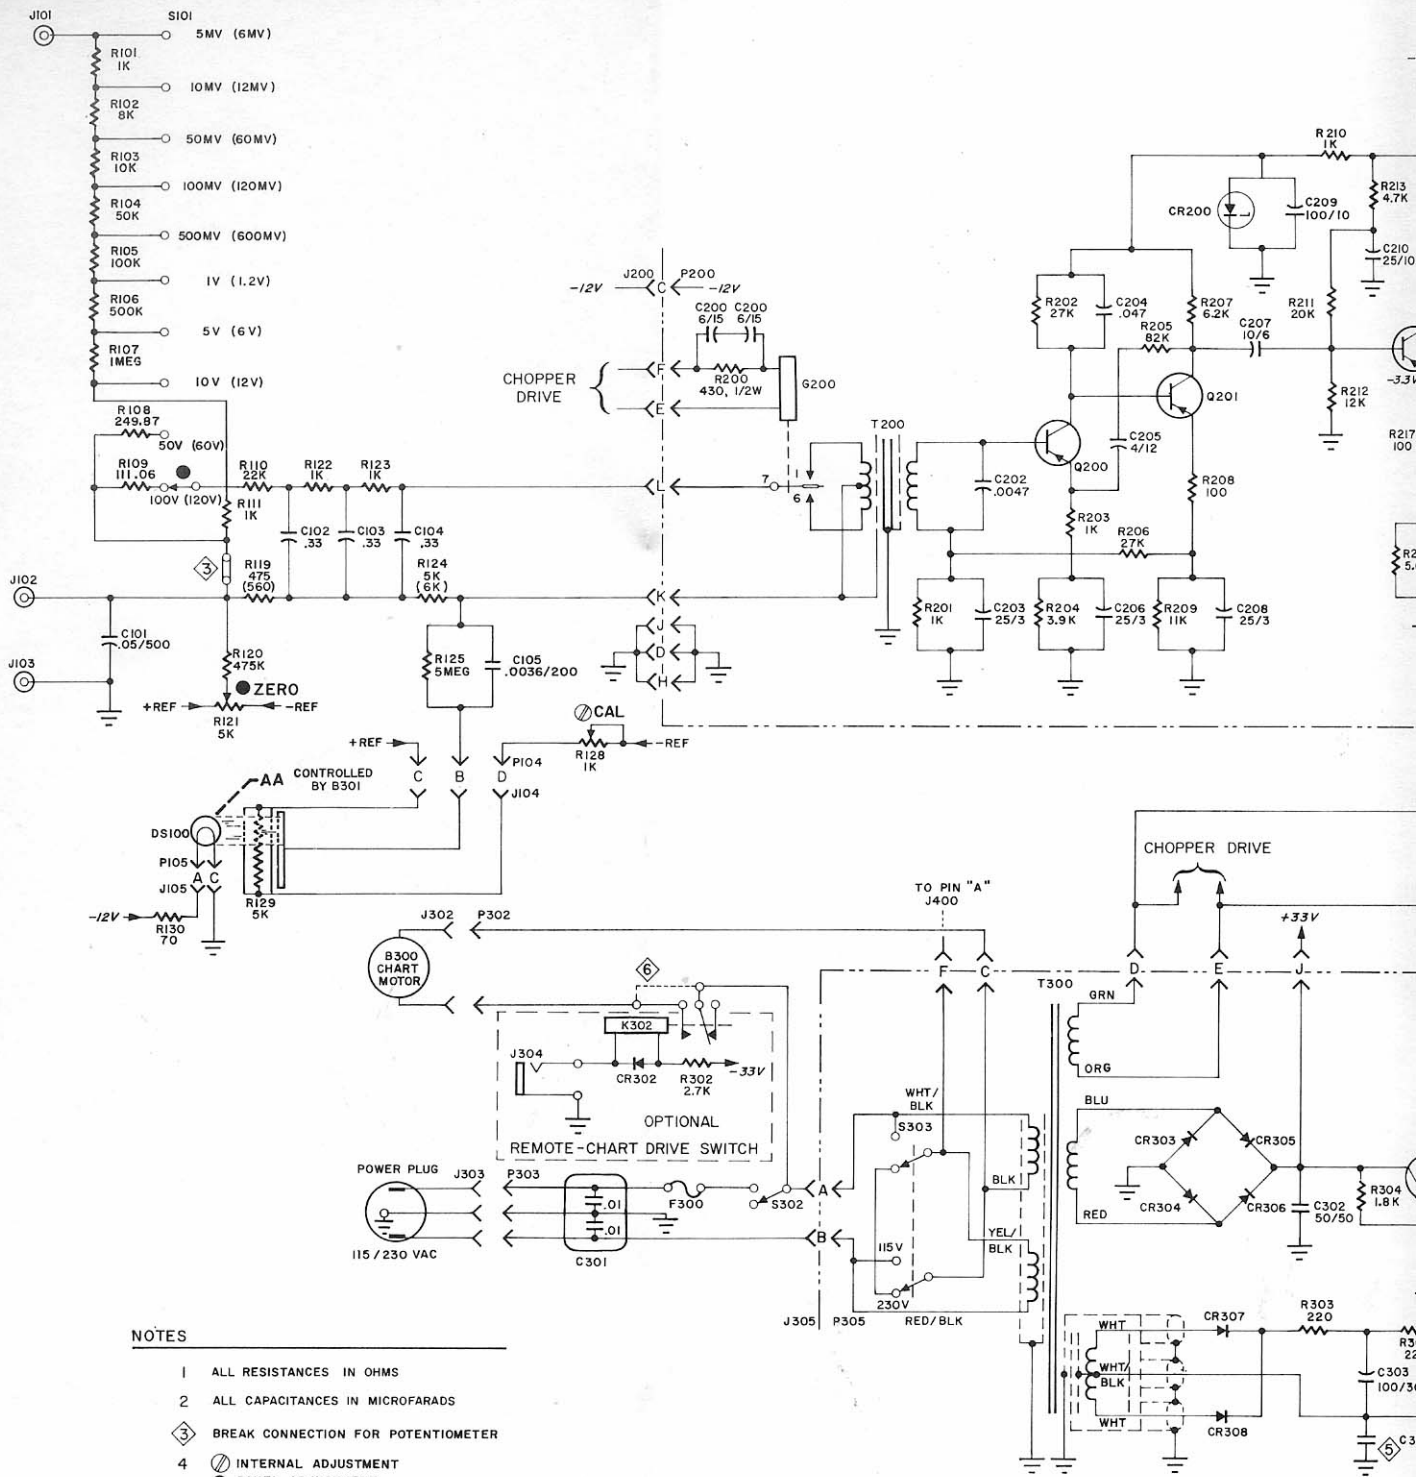 J101
S101
5MV (6MV)
R101
1K
10MV (12MV)
R102
8K
50MV (60MV)
R103
10K
100MV (120MV)
R104
50K
500MV (600MV)
R105
100K
1V (1.2V)
R106
500K
5V (6V)
R107
1MEG
10V (12V)
R108
249.87
50V (60V)
R109
111.06
100V (120V)
R110
22K
R122
1K
R123
1K
R111
1K
C102
.33
C103
.33
C104
.33
3
R119
475
(560)
R124
5K
(6K)
J102
C101
.05/500
J103
R120
475K
ZERO
+REF
-REF
R121
5K
R125
5MEG
C105
.0036/200
CAL
+REF
-REF
R128
1K
C
B
D
P104
J104
AA
CONTROLLED
BY B301
DS100
P105
A C
J105
-12V
R130
70
R129
5K
J200
P200
-12V
C
-12V
C200
6/15
C200
6/15
CHOPPER
DRIVE
F
R200
430, 1/2W
G200
E
L
7
1
6
K
J
D
H
T200
C202
.0047
R202
27K
C204
.047
R205
82K
R207
6.2K
C207
10/6
Q200
C205
4/12
Q201
R203
1K
R206
27K
R208
100
R201
1K
C203
25/3
R204
3.9K
C206
25/3
R209
11K
C208
25/3
R210
1K
CR200
C209
100/10
R213
4.7K
C210
25/10
R211
20K
R212
12K
-33V
R217
100
CHOPPER DRIVE
+33V
TO PIN "A"
J400
J302
P302
B300
CHART
MOTOR
6
K302
J304
CR302
R302
2.7K
-33V
OPTIONAL
REMOTE-CHART DRIVE SWITCH
F
C
D
E
J
T300
GRN
ORG
BLU
RED
CR303
CR305
CR304
CR306
C302
50/50
R304
1.8K
WHT/
BLK
S303
BLK
YEL/
BLK
115V
230V
RED/BLK
POWER PLUG
J303
P303
115/230 VAC
.01
.01
C301
F300
S302
A
B
J305
P305
WHT
WHT/
BLK
WHT
CR307
CR308
R303
220
C303
5
NOTES
1 ALL RESISTANCES IN OHMS
2 ALL CAPACITANCES IN MICROFARADS
3 BREAK CONNECTION FOR POTENTIOMETER
4 INTERNAL ADJUSTMENT